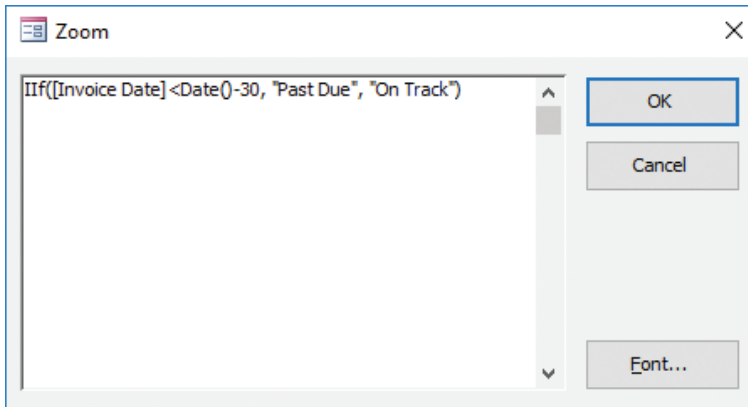 Zoom
IIf([Invoice Date]<Date()-30, "Past Due", "On Track")
OK
Cancel
Font...